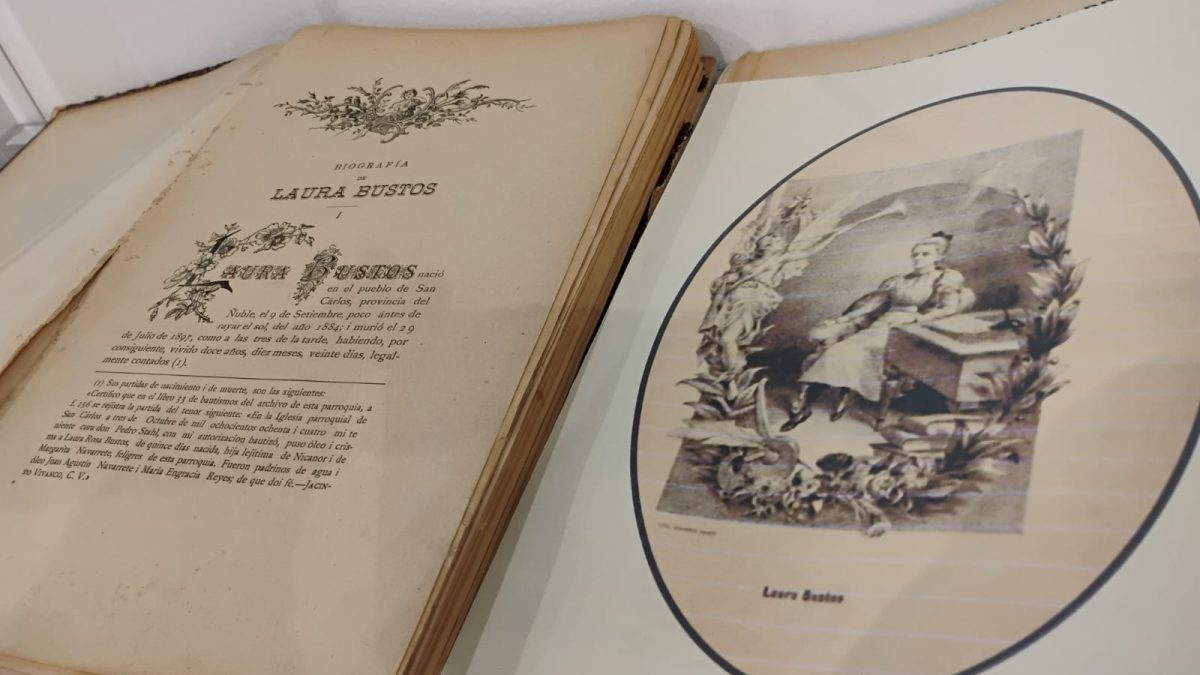 BIOGRAFÍA
DE
LAURA BUSTOS
I
LAURA BUSTOS nació
en el pueblo de San
Cárlos, provincia del
Ñuble, el 9 de Setiembre, poco ántes de
rayar el sol, del año 1884; i murió el 29
de Julio de 1897, como a las tres de la tarde, habiendo, por
consiguiente, vivido doce años, diez meses, veinte dias, legal-
mente contados (1).
(1) Sus partidas de nacimiento i de muerte, son las siguientes:
«Certifico que en el libro 33 de bautismos del archivo de esta parroquia, a
f. 156 se rejistra la partida del tenor siguiente: «En la Iglesia parroquial de
San Cárlos a tres de Octubre de mil ochocientos ochenta i cuatro mi te
niente cura don Pedro Stahl, con mi autorizacion bautizó, puso óleo i cris-
ma a Laura Rosa Bustos, de quince dias nacida, hija lejítima de Nicanor i de
Margarita Navarrete, feligres de esta parroquia. Fueron padrinos de agua i
óleo Juan Agustin Navarrete i María Engracia Reyes; de que doi fé.—JACIN-
TO VIVASCO, C. V.»
Laura Bustos